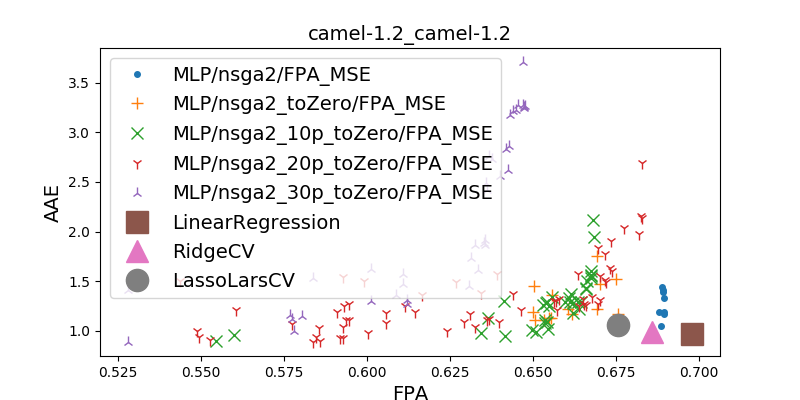 camel-1.2_camel-1.2
MLP/nsga2/FPA_MSE
MLP/nsga2_toZero/FPA_MSE
MLP/nsga2_10p_toZero/FPA_MSE
MLP/nsga2_20p_toZero/FPA_MSE
MLP/nsga2_30p_toZero/FPA_MSE
LinearRegression
RidgeCV
LassoLarsCV
AAE
3.5
3.0
2.5
2.0
1.5
1.0
0.525 0.550 0.575 0.600 0.625 0.650 0.675 0.700
FPA